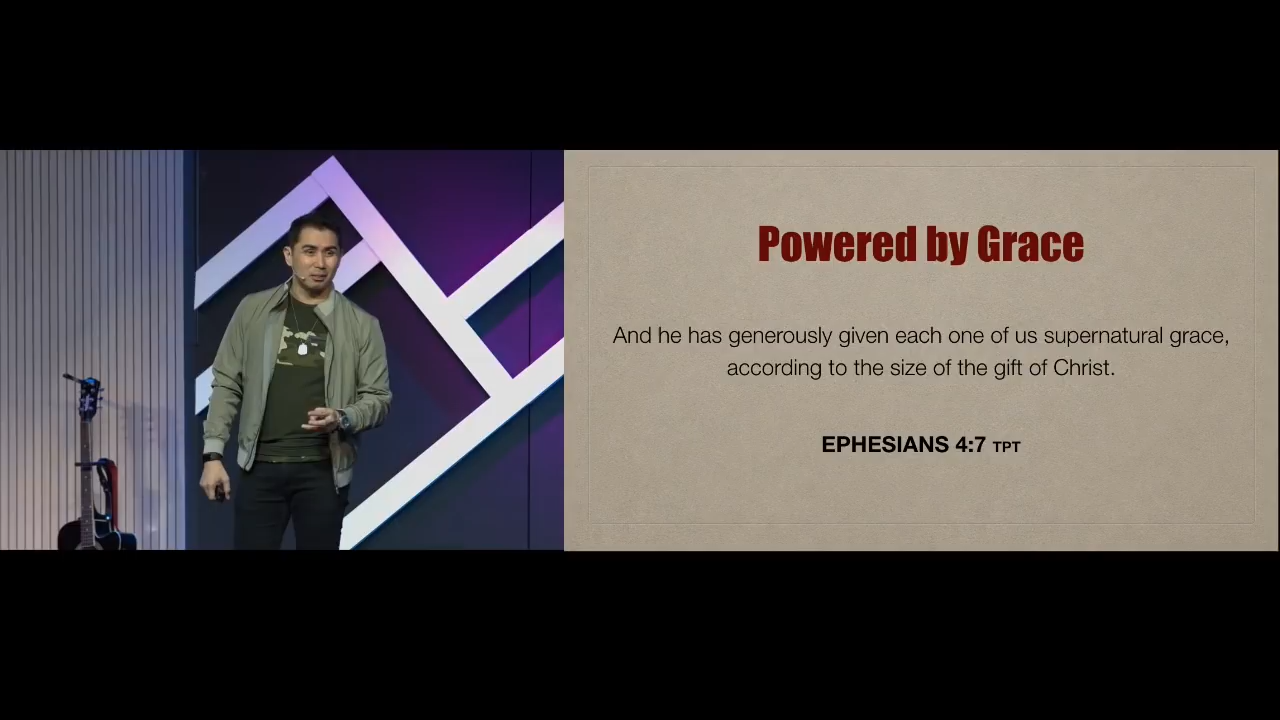 Powered by Grace
And he has generously given each one of us supernatural grace,
according to the size of the gift of Christ.
EPHESIANS 4:7 TPT